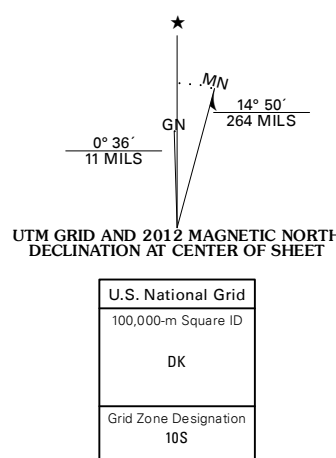 ★
MN
GN
14° 50´
264 MILS
0° 36´
11 MILS
UTM GRID AND 2012 MAGNETIC NORTH
DECLINATION AT CENTER OF SHEET
U.S. National Grid
100,000-m Square ID
DK
Grid Zone Designation
10S